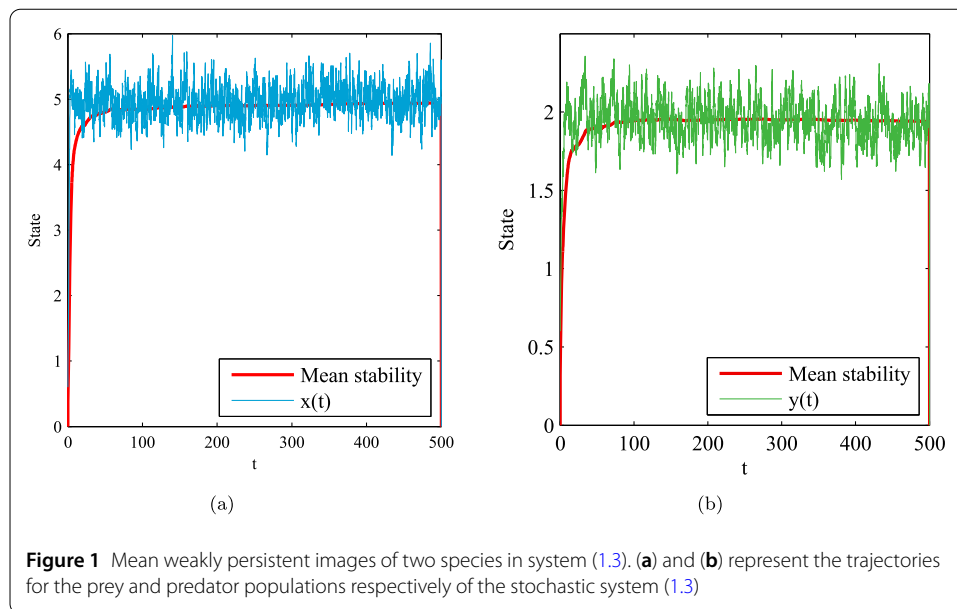 6
5
4
3
2
1
0
State
0 100 200 300 400 500
t
Mean stability
x(t)
(a)
2
1.5
1
0.5
0
State
0 100 200 300 400 500
t
Mean stability
y(t)
(b)
Figure 1 Mean weakly persistent images of two species in system (1.3). (a) and (b) represent the trajectories
for the prey and predator populations respectively of the stochastic system (1.3)